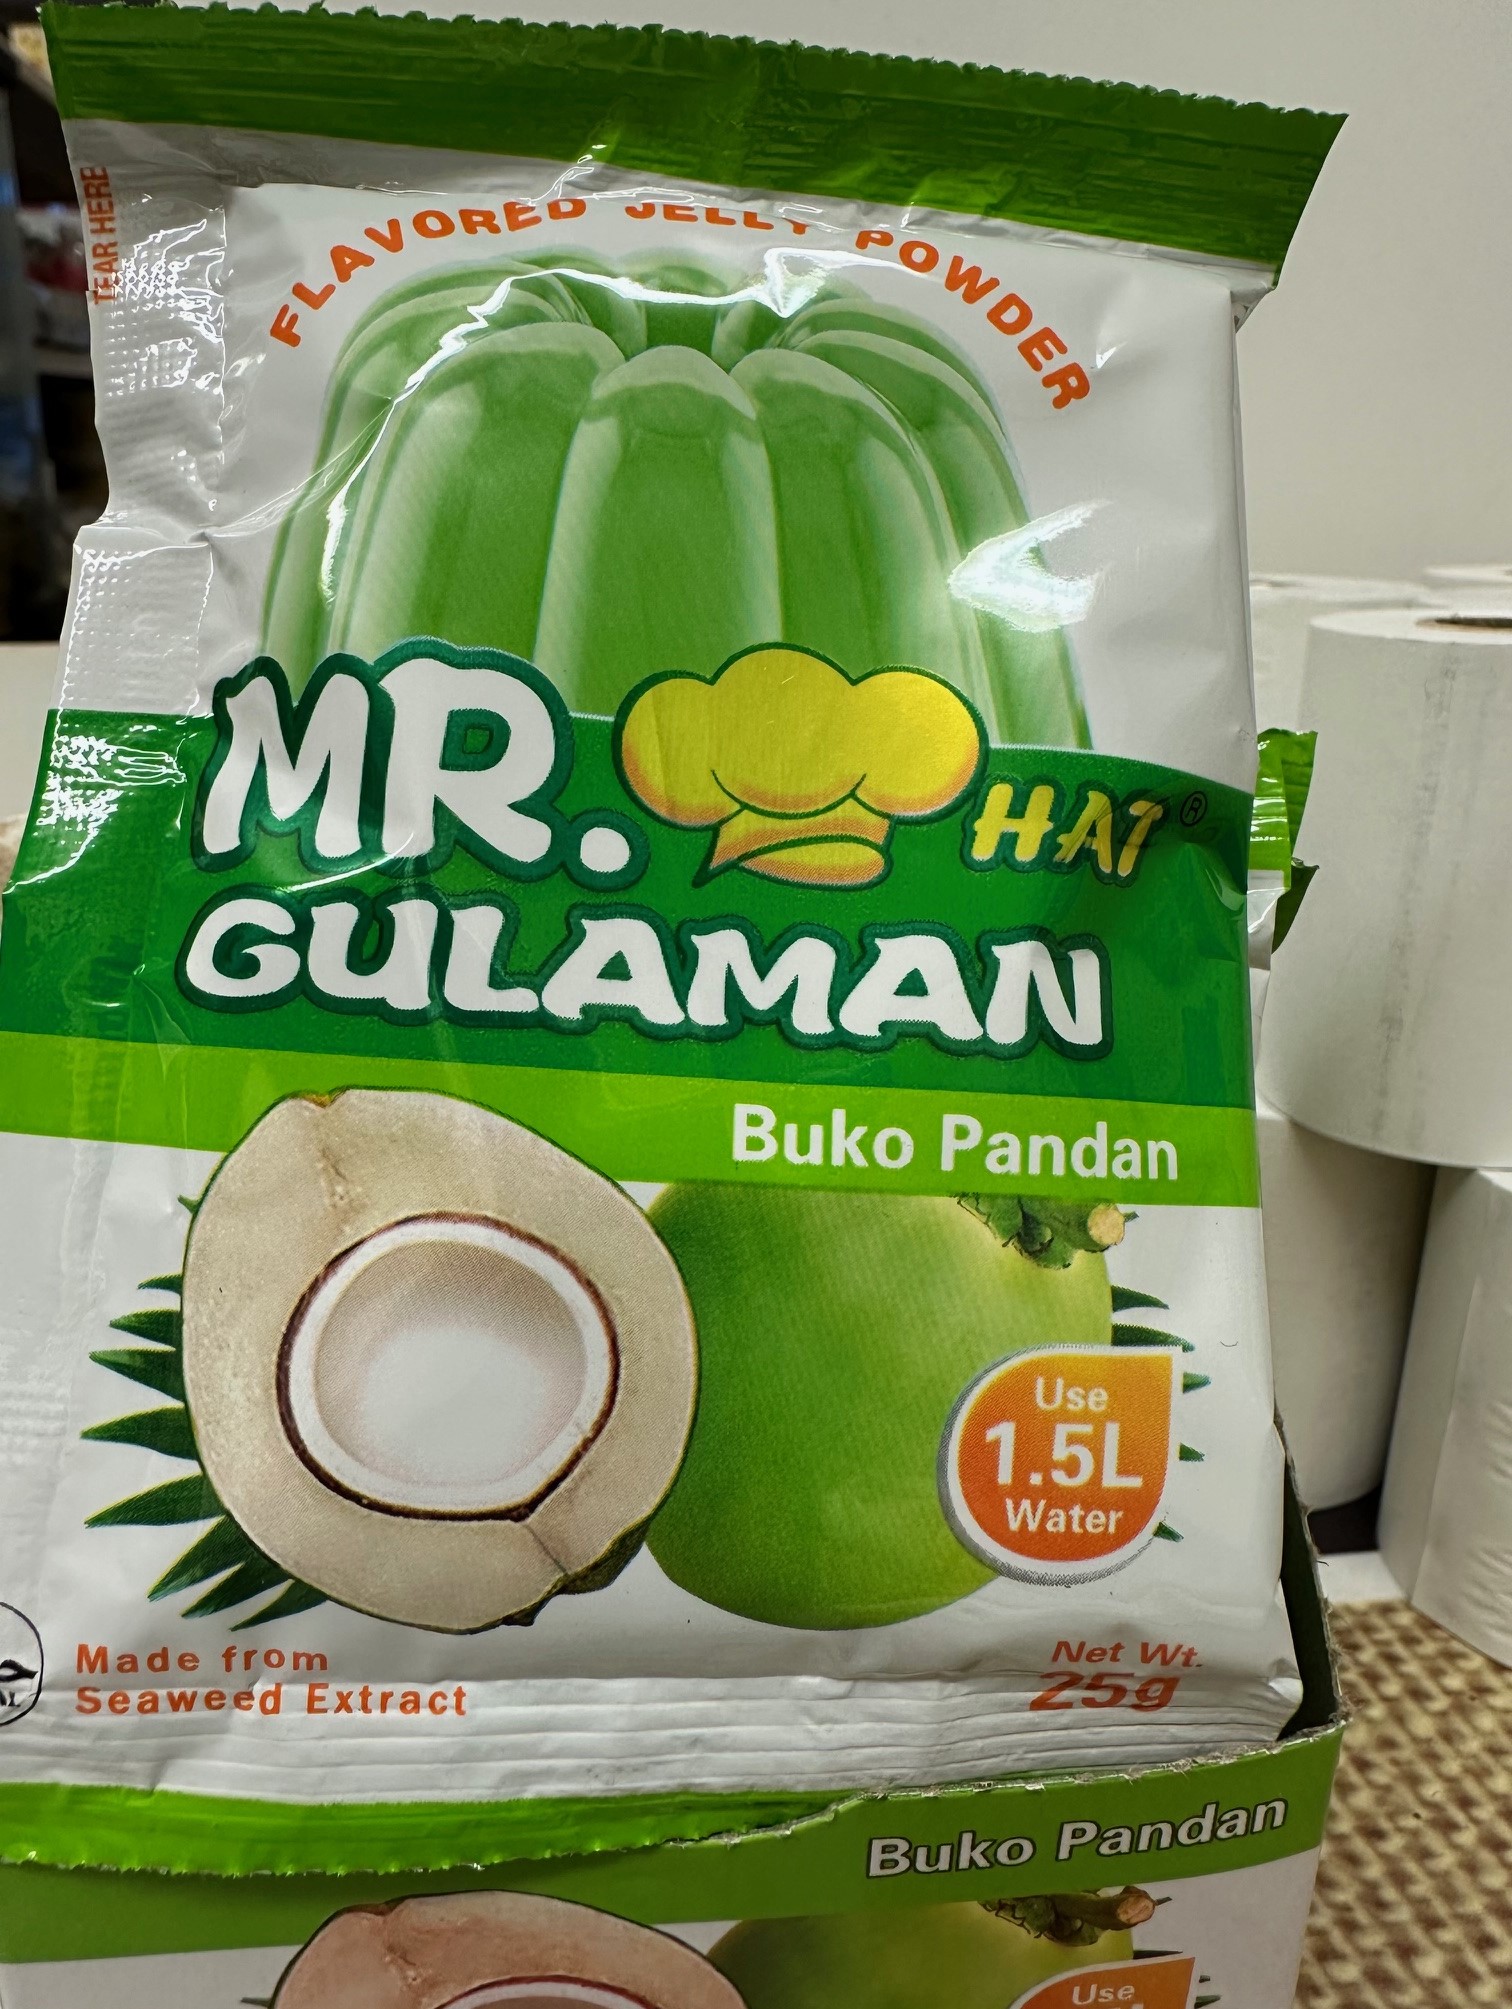 TEAR HERE
FLAVORED JELLY POWDER
MR. HAT®
GULAMAN
Buko Pandan
Use
1.5L
Water
Made from
Seaweed Extract
Net Wt.
25g
Buko Pandan
Use